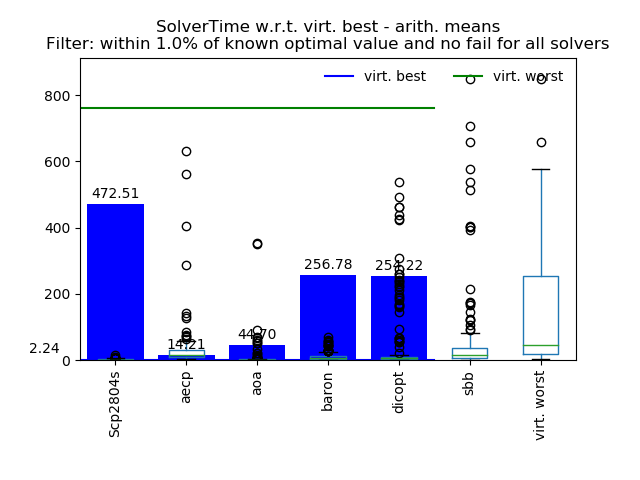 SolverTime w.r.t. virt. best - arith. means
Filter: within 1.0% of known optimal value and no fail for all solvers
virt. best
virt. worst
800
600
400
200
0
2.24
472.51
14.21
44.70
256.78
254.22
Scp2804s
aecp
aoa
baron
dicopt
sbb
virt. worst